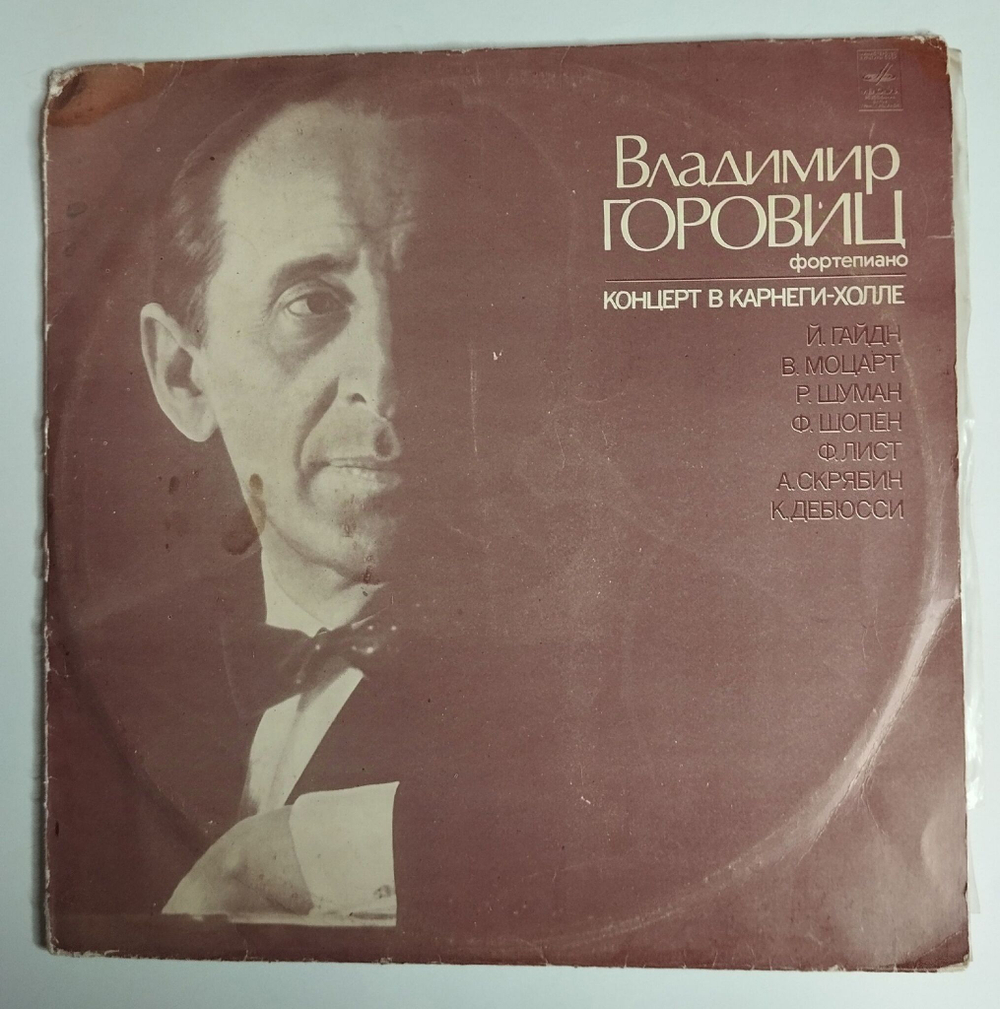 Владимир
ГОРОВИЦ
фортепиано
КОНЦЕРТ В КАРНЕГИ-ХОЛЛЕ
Й. ГАЙДН
В. МОЦАРТ
Р. ШУМАН
Ф. ШОПЕН
Ф. ЛИСТ
А. СКРЯБИН
К. ДЕБЮССИ